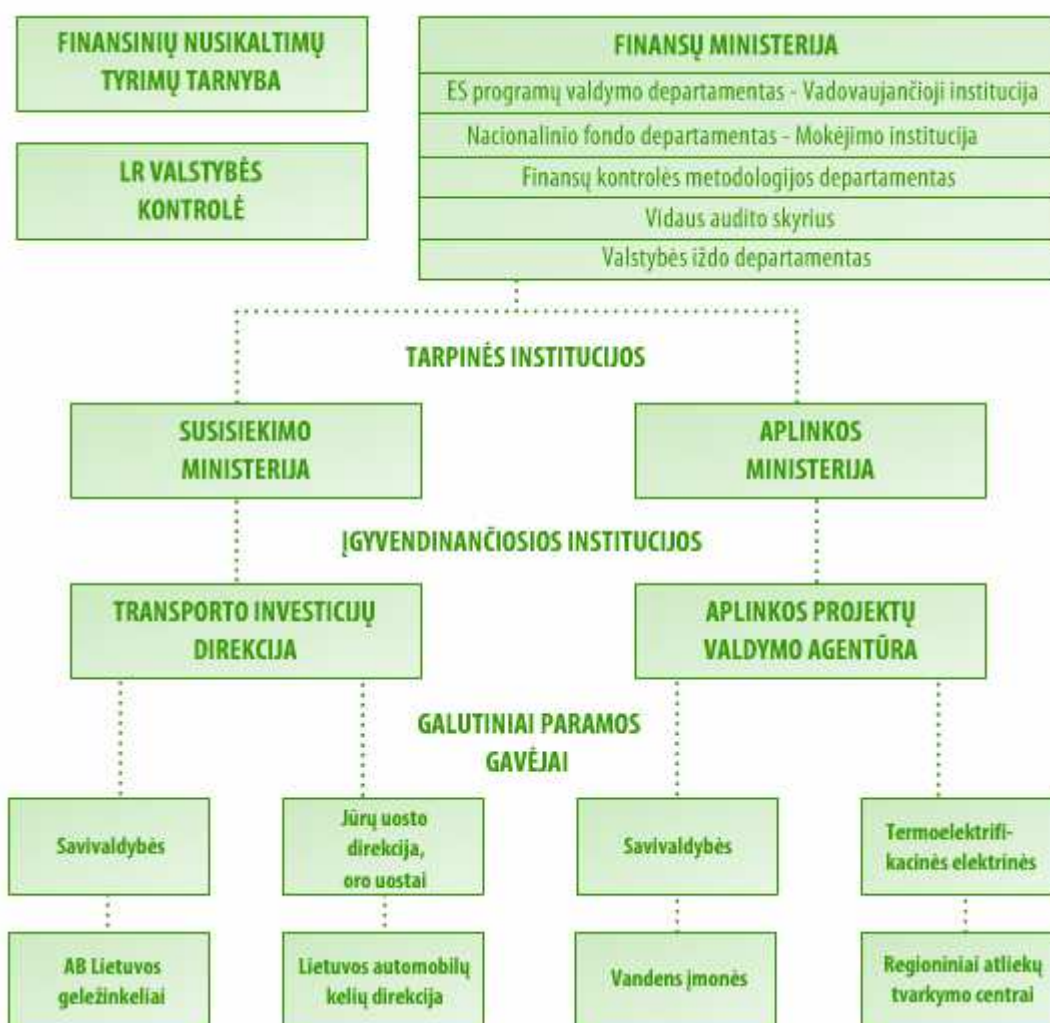 FINANSINIŲ NUSIKALTIMŲ
TYRIMŲ TARNYBA
LR VALSTYBĖS
KONTROLĖ
FINANSŲ MINISTERIJA
ES programų valdymo departamentas - Vadovaujančioji institucija
Nacionalinio fondo departamentas - Mokėjimo institucija
Finansų kontrolės metodologijos departamentas
Vidaus audito skyrius
Valstybės iždo departamentas
TARPINĖS INSTITUCIJOS
SUSISIEKIMO
MINISTERIJA
APLINKOS
MINISTERIJA
ĮGYVENDINANČIOSIOS INSTITUCIJOS
TRANSPORTO INVESTICIJŲ
DIREKCIJA
APLINKOS PROJEKTŲ
VALDYMO AGENTŪRA
GALUTINIAI PARAMOS
GAVĖJAI
Savivaldybės
Jūrų uosto
direkcija,
oro uostai
Savivaldybės
Termoelektrifi-
kacinės elektrinės
AB Lietuvos
geležinkeliai
Lietuvos automobilų
kelių direkcija
Vandens įmonės
Regioniniai atliekų
tvarkymo centrai